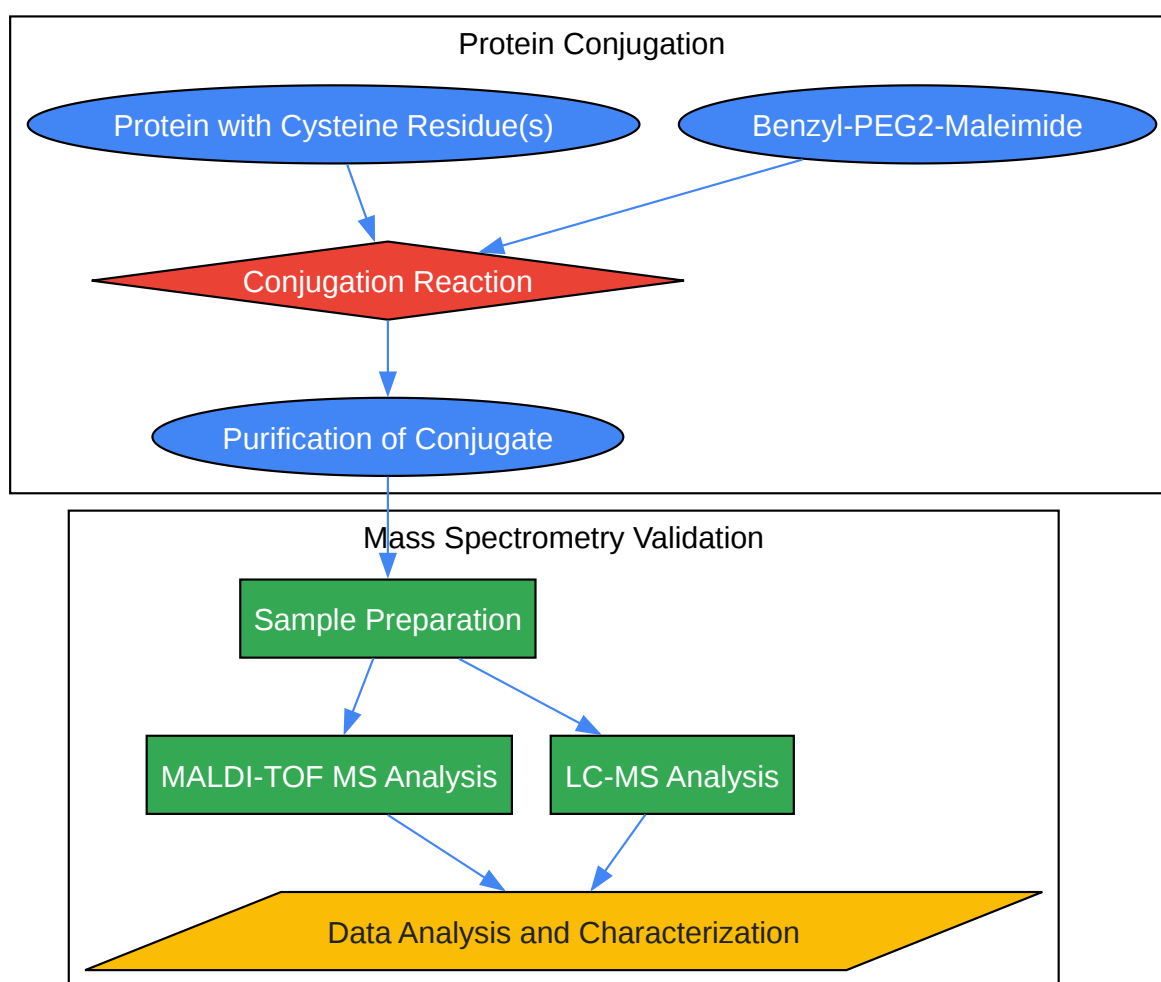 Protein Conjugation
Protein with Cysteine Residue(s)
Benzyl-PEG2-Maleimide
Conjugation Reaction
Purification of Conjugate
Mass Spectrometry Validation
Sample Preparation
MALDI-TOF MS Analysis
LC-MS Analysis
Data Analysis and Characterization